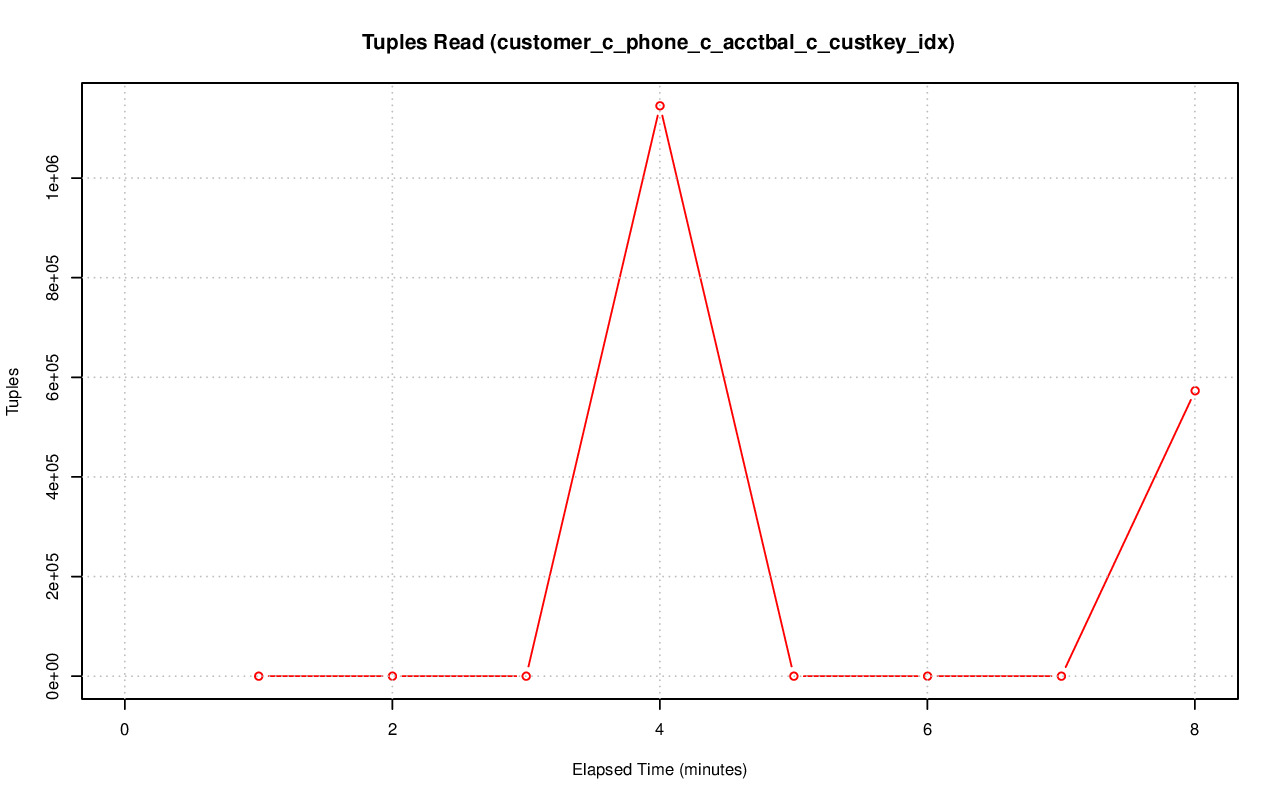 Tuples Read (customer_c_phone_c_acctbal_c_custkey_idx)
Tuples
1e+06
8e+05
6e+05
4e+05
2e+05
0e+00
0 2 4 6 8
Elapsed Time (minutes)